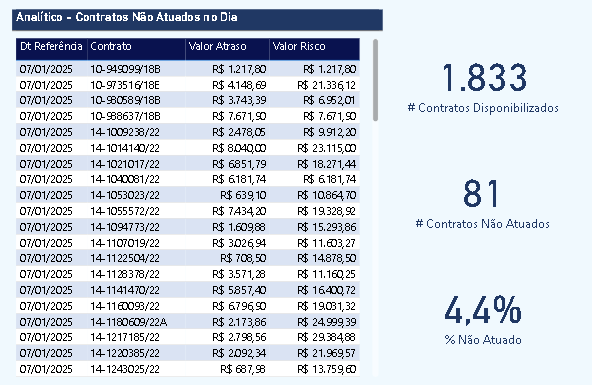 Analítico - Contratos Não Atuados no Dia
Dt Referência Contrato Valor Atraso Valor Risco
07/01/2025 10-949099/18B R$ 1.217,80 R$ 1.217,80
07/01/2025 10-973516/18E R$ 4.148,69 R$ 21.336,12
07/01/2025 10-980589/18B R$ 3.743,39 R$ 6.952,01
07/01/2025 10-988637/18B R$ 7.671,90 R$ 7.671,90
07/01/2025 14-1009238/22 R$ 2.478,05 R$ 9.912,20
07/01/2025 14-1014140/22 R$ 8.040,00 R$ 23.115,00
07/01/2025 14-1021017/22 R$ 6.851,79 R$ 18.271,44
07/01/2025 14-1040081/22 R$ 6.181,74 R$ 6.181,74
07/01/2025 14-1053023/22 R$ 639,10 R$ 10.864,70
07/01/2025 14-1055572/22 R$ 7.434,20 R$ 19.328,92
07/01/2025 14-1094773/22 R$ 1.609,88 R$ 15.293,86
07/01/2025 14-1107019/22 R$ 3.026,94 R$ 11.603,27
07/01/2025 14-1122504/22 R$ 708,50 R$ 14.878,50
07/01/2025 14-1128378/22 R$ 3.571,28 R$ 11.160,25
07/01/2025 14-1141470/22 R$ 5.857,40 R$ 16.400,72
07/01/2025 14-1160093/22 R$ 6.796,90 R$ 19.031,32
07/01/2025 14-1180609/22A R$ 2.173,86 R$ 24.999,39
07/01/2025 14-1217185/22 R$ 2.798,56 R$ 29.384,88
07/01/2025 14-1220385/22 R$ 2.092,34 R$ 21.969,57
07/01/2025 14-1243025/22 R$ 687,98 R$ 13.759,60
1.833
# Contratos Disponibilizados
81
# Contratos Não Atuados
4,4%
% Não Atuado